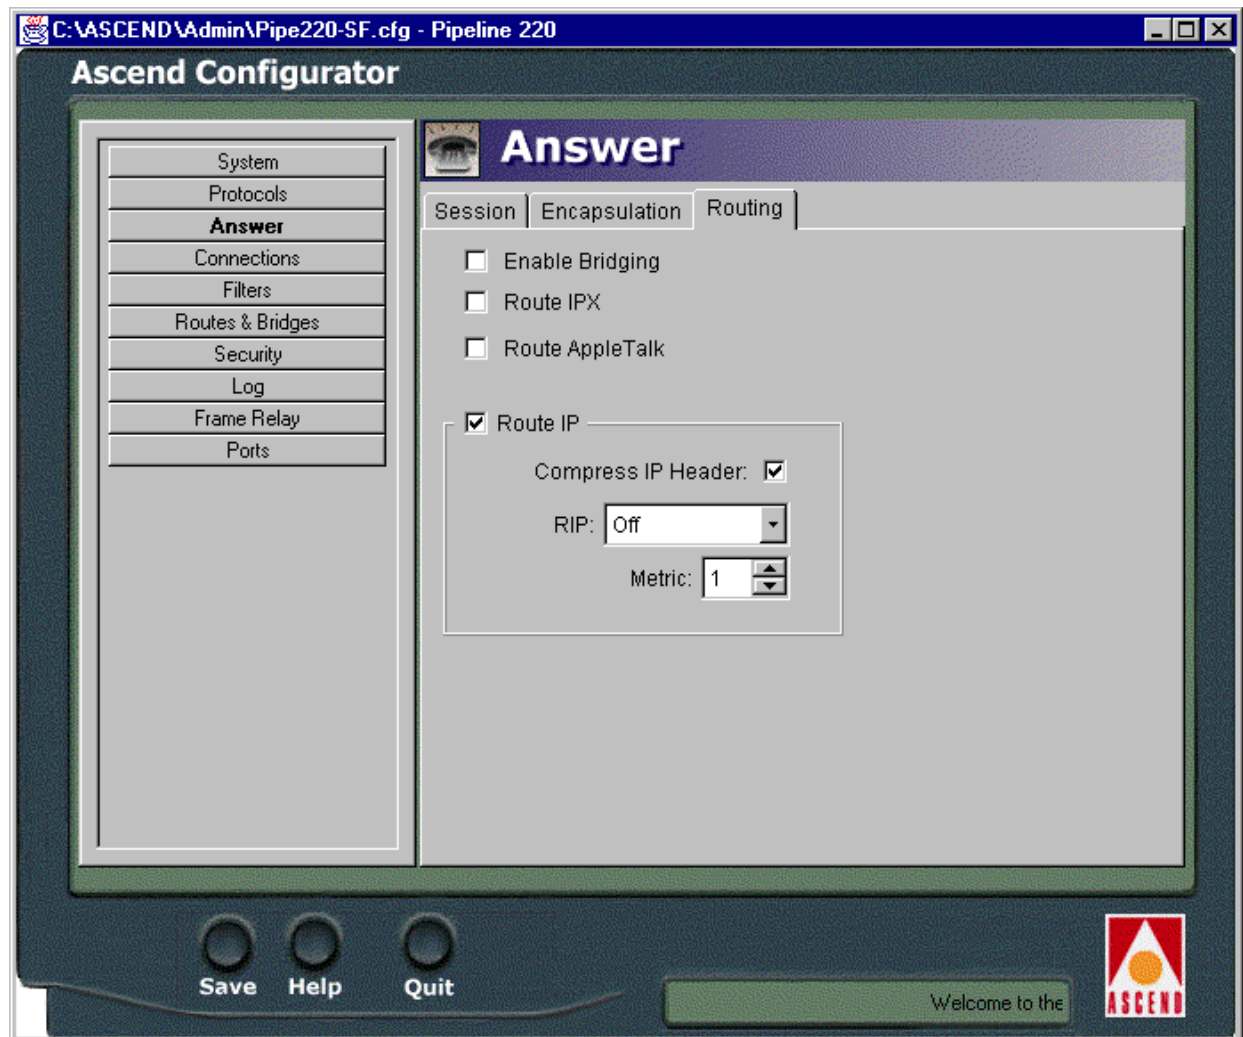 C:\ASCEND\Admin\Pipe220-SF.cfg - Pipeline 220
Ascend Configurator
System
Protocols
Answer
Connections
Filters
Routes & Bridges
Security
Log
Frame Relay
Ports
Answer
Session Encapsulation Routing
Enable Bridging
Route IPX
Route AppleTalk
Route IP
Compress IP Header:
RIP: Off
Metric: 1
Save Help Quit
Welcome to the
ASCEND